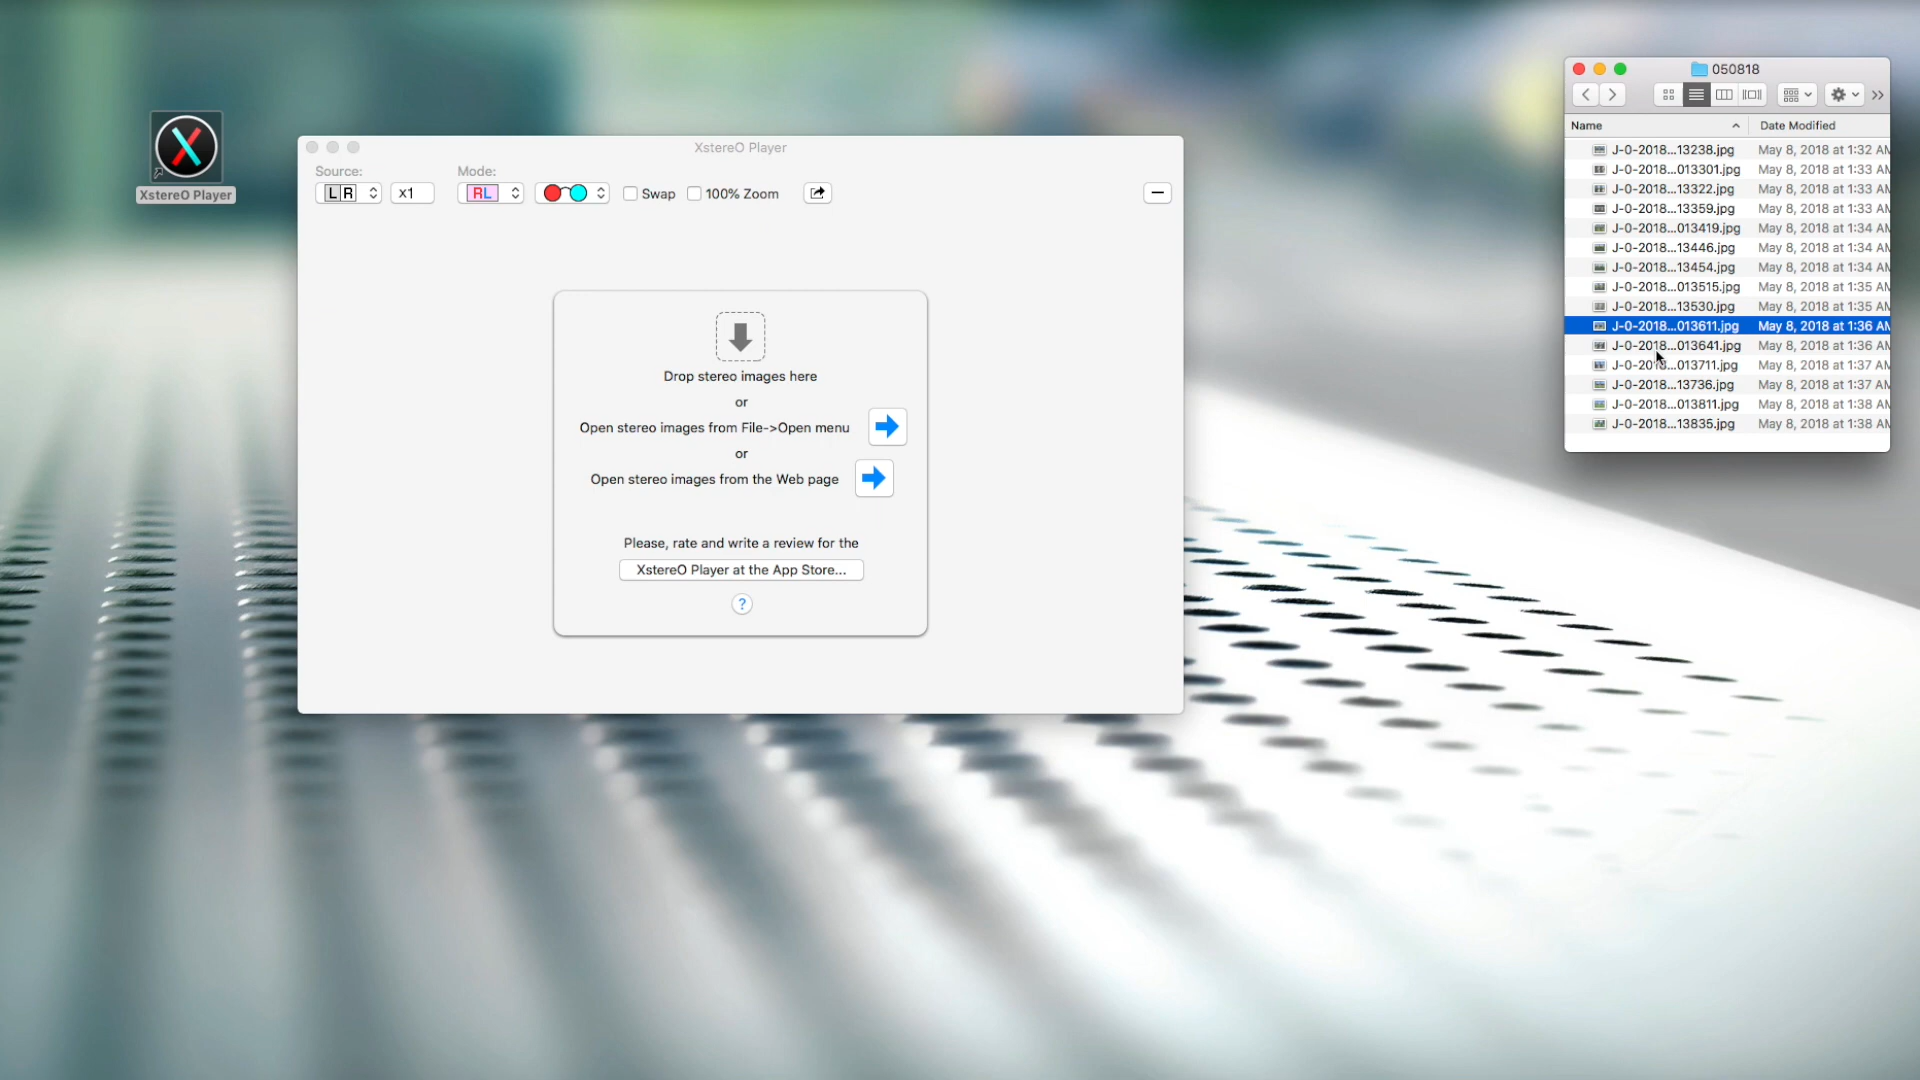 XstereO Player
XstereO Player
Source:
Mode:
L R
x1
RL
Swap
100% Zoom
Drop stereo images here
or
Open stereo images from File->Open menu
or
Open stereo images from the Web page
Please, rate and write a review for the
XstereO Player at the App Store...
?
050818
Name
Date Modified
J-0-2018...13238.jpg May 8, 2018 at 1:32 AM
J-0-2018...013301.jpg May 8, 2018 at 1:33 AM
J-0-2018...13322.jpg May 8, 2018 at 1:33 AM
J-0-2018...13359.jpg May 8, 2018 at 1:33 AM
J-0-2018...013419.jpg May 8, 2018 at 1:34 AM
J-0-2018...13446.jpg May 8, 2018 at 1:34 AM
J-0-2018...13454.jpg May 8, 2018 at 1:34 AM
J-0-2018...013515.jpg May 8, 2018 at 1:35 AM
J-0-2018...13530.jpg May 8, 2018 at 1:35 AM
J-0-2018...013611.jpg May 8, 2018 at 1:36 AM
J-0-2018...013641.jpg May 8, 2018 at 1:36 AM
J-0-2018...013711.jpg May 8, 2018 at 1:37 AM
J-0-2018...13736.jpg May 8, 2018 at 1:37 AM
J-0-2018...013811.jpg May 8, 2018 at 1:38 AM
J-0-2018...13835.jpg May 8, 2018 at 1:38 AM